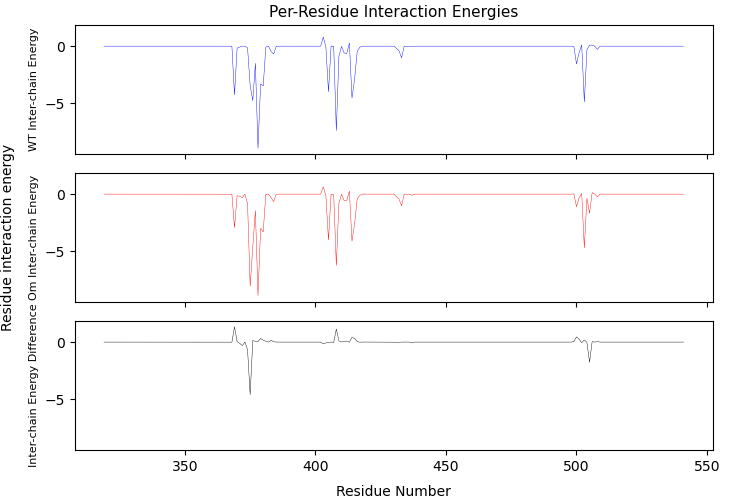 Per-Residue Interaction Energies
Residue interaction energy
WT Inter-chain Energy
0
−5
Om Inter-chain Energy
0
−5
Inter-chain Energy Difference
0
−5
350
400
450
500
550
Residue Number